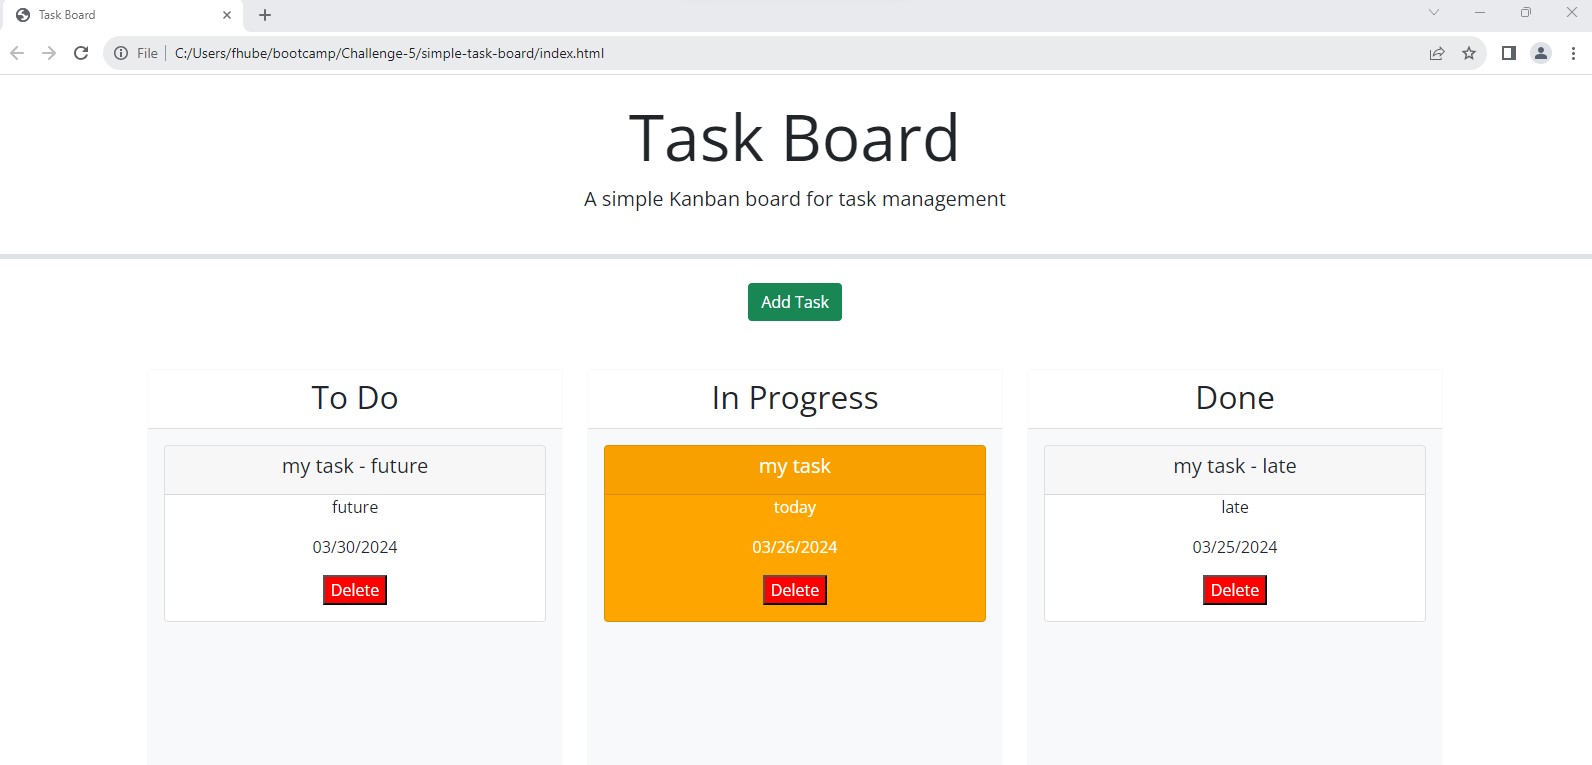 Task Board
File
C:/Users/fhube/bootcamp/Challenge-5/simple-task-board/index.html
Task Board
A simple Kanban board for task management
Add Task
To Do
my task - future
future
03/30/2024
Delete
In Progress
my task
today
03/26/2024
Delete
Done
my task - late
late
03/25/2024
Delete